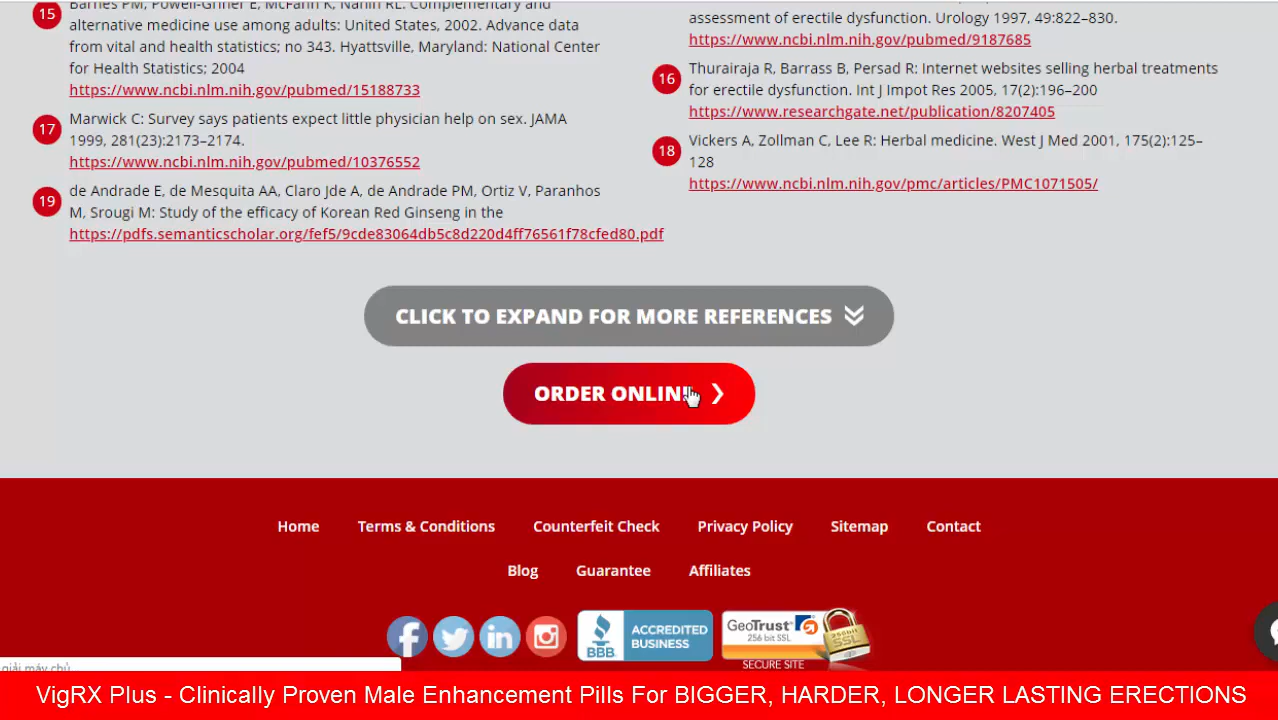 15
Barnes PM, Powell-Griner E, McFann K, Nahin RL: Complementary and
alternative medicine use among adults: United States, 2002. Advance data
from vital and health statistics; no 343. Hyattsville, Maryland: National Center
for Health Statistics; 2004
https://www.ncbi.nlm.nih.gov/pubmed/15188733
17
Marwick C: Survey says patients expect little physician help on sex. JAMA
1999, 281(23):2173–2174.
https://www.ncbi.nlm.nih.gov/pubmed/10376552
19
de Andrade E, de Mesquita AA, Claro Jde A, de Andrade PM, Ortiz V, Paranhos
M, Srougi M: Study of the efficacy of Korean Red Ginseng in the
https://pdfs.semanticscholar.org/fef5/9cde83064db5c8d220d4ff76561f78cfed80.pdf
assessment of erectile dysfunction. Urology 1997, 49:822–830.
https://www.ncbi.nlm.nih.gov/pubmed/9187685
16
Thurairaja R, Barrass B, Persad R: Internet websites selling herbal treatments
for erectile dysfunction. Int J Impot Res 2005, 17(2):196–200
https://www.researchgate.net/publication/8207405
18
Vickers A, Zollman C, Lee R: Herbal medicine. West J Med 2001, 175(2):125–
128
https://www.ncbi.nlm.nih.gov/pmc/articles/PMC1071505/
CLICK TO EXPAND FOR MORE REFERENCES
ORDER ONLINE
Home Terms & Conditions Counterfeit Check Privacy Policy Sitemap Contact
Blog Guarantee Affiliates
BBB
ACCREDITED
BUSINESS
GeoTrust
256 bit SSL
SECURE SITE
giải máy chủ
VigRX Plus - Clinically Proven Male Enhancement Pills For BIGGER, HARDER, LONGER LASTING ERECTIONS